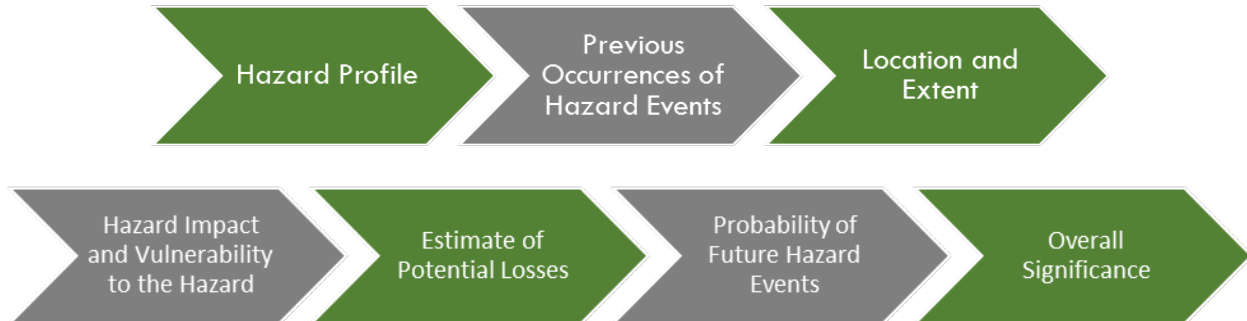 Hazard Profile
Previous
Occurrences of
Hazard Events
Location and
Extent
Hazard Impact
and Vulnerability
to the Hazard
Estimate of
Potential Losses
Probability of
Future Hazard
Events
Overall
Significance